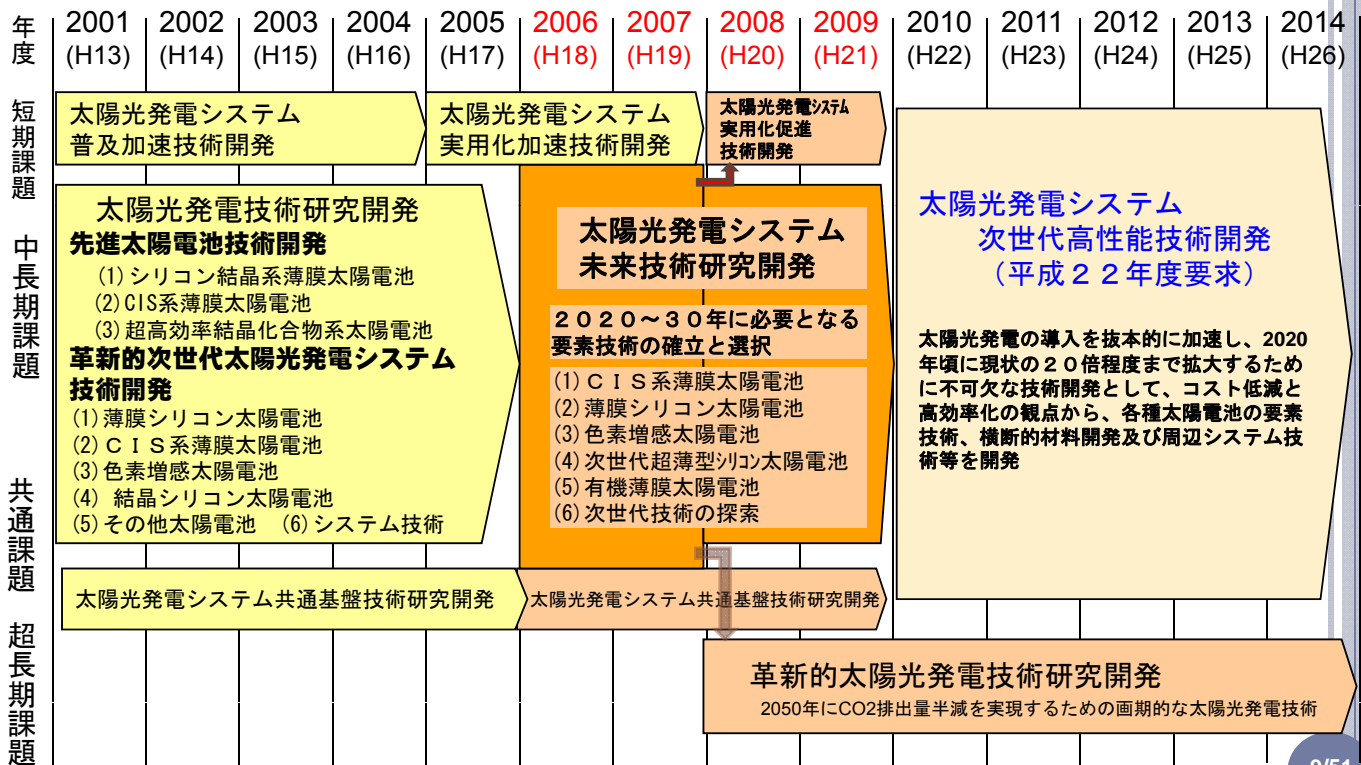 年度
2001 2002 2003 2004 2005 2006 2007 2008 2009 2010 2011 2012 2013 2014
(H13) (H14) (H15) (H16) (H17) (H18) (H19) (H20) (H21) (H22) (H23) (H24) (H25) (H26)
短期課題
太陽光発電システム
普及加速技術開発
太陽光発電システム
実用化加速技術開発
太陽光発電システム
実用化促進
技術開発
中長期課題
太陽光発電技術研究開発
先進太陽電池技術開発
(1)シリコン結晶系薄膜太陽電池
(2)CIS系薄膜太陽電池
(3)超高効率結晶化合物系太陽電池
革新的次世代太陽光発電システム
技術開発
(1)薄膜シリコン太陽電池
(2)ＣＩＳ系薄膜太陽電池
(3)色素増感太陽電池
(4) 結晶シリコン太陽電池
(5)その他太陽電池 (6)システム技術
太陽光発電システム
未来技術研究開発
２０２０～３０年に必要となる
要素技術の確立と選択
(1)ＣＩＳ系薄膜太陽電池
(2)薄膜シリコン太陽電池
(3)色素増感太陽電池
(4)次世代超薄型シリコン太陽電池
(5)有機薄膜太陽電池
(6)次世代技術の探索
太陽光発電システム
次世代高性能技術開発
（平成２２年度要求）
太陽光発電の導入を抜本的に加速し、2020
年頃に現状の２０倍程度まで拡大するため
に不可欠な技術開発として、コスト低減と
高効率化の観点から、各種太陽電池の要素
技術、横断的材料開発及び周辺システム技
術等を開発
共通課題
太陽光発電システム共通基盤技術研究開発
太陽光発電システム共通基盤技術研究開発
超長期課題
革新的太陽光発電技術研究開発
2050年にCO2排出量半減を実現するための画期的な太陽光発電技術
9/51